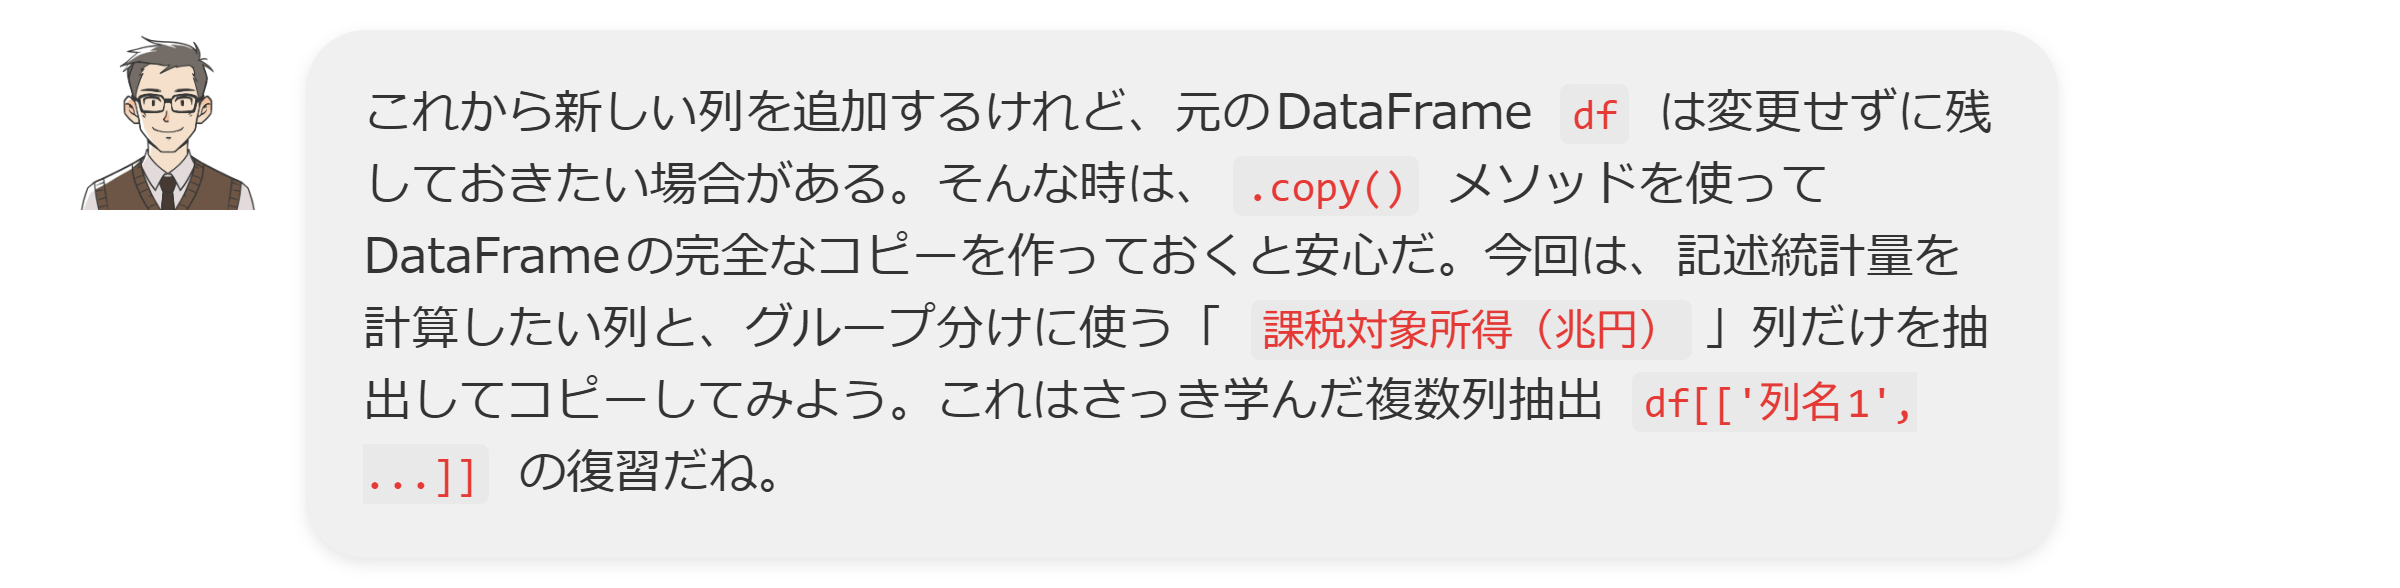 これから新しい列を追加するけれど、元のDataFrame df は変更せずに残
しておきたい場合がある。そんな時は、 .copy() メソッドを使って
DataFrameの完全なコピーを作っておくと安心だ。今回は、記述統計量を
計算したい列と、グループ分けに使う「 課税対象所得（兆円） 」列だけを抽
出してコピーしてみよう。これはさっき学んだ複数列抽出 df[['列名1',
...]] の復習だね。